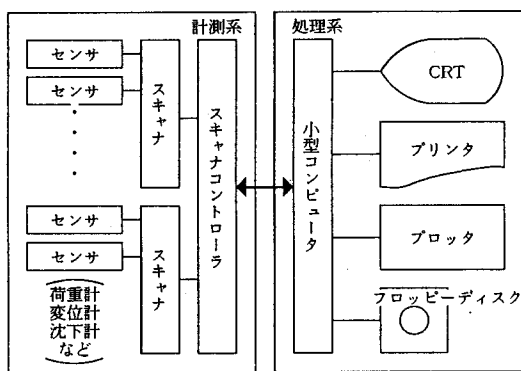 計測系
センサ
センサ
スキャナ
スキャナコントローラ
センサ
センサ
スキャナ
荷重計
変位計
沈下計
など
処理系
小型コンピュータ
CRT
プリンタ
プロッタ
フロッピーディスク